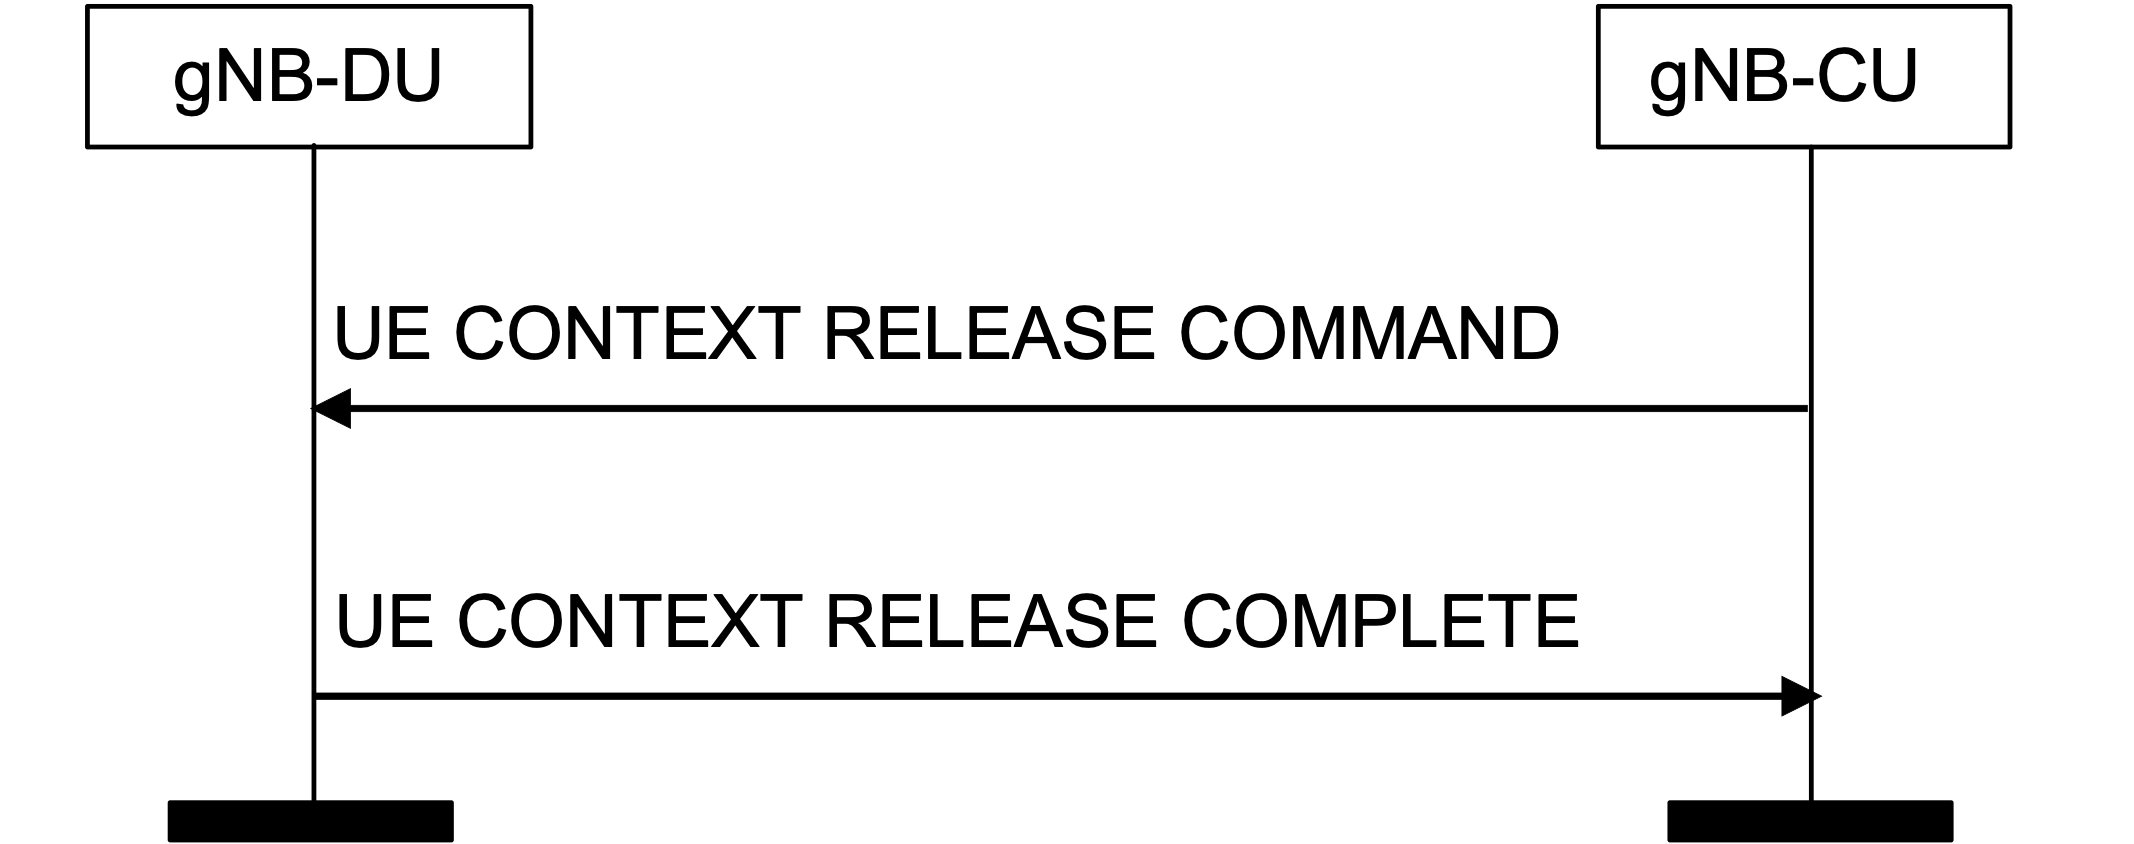 gNB-DU
gNB-CU
UE CONTEXT RELEASE COMMAND
UE CONTEXT RELEASE COMPLETE